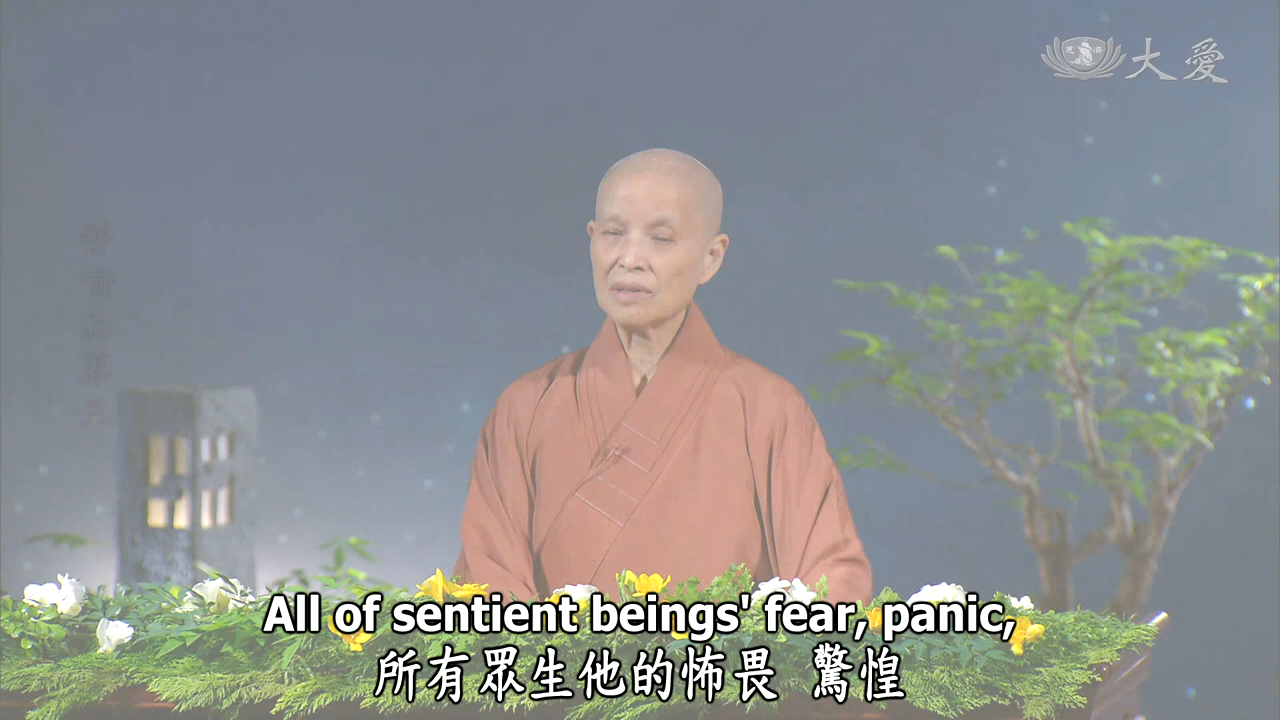 大愛
All of sentient beings' fear, panic,
所有眾生他的怖畏 驚惶